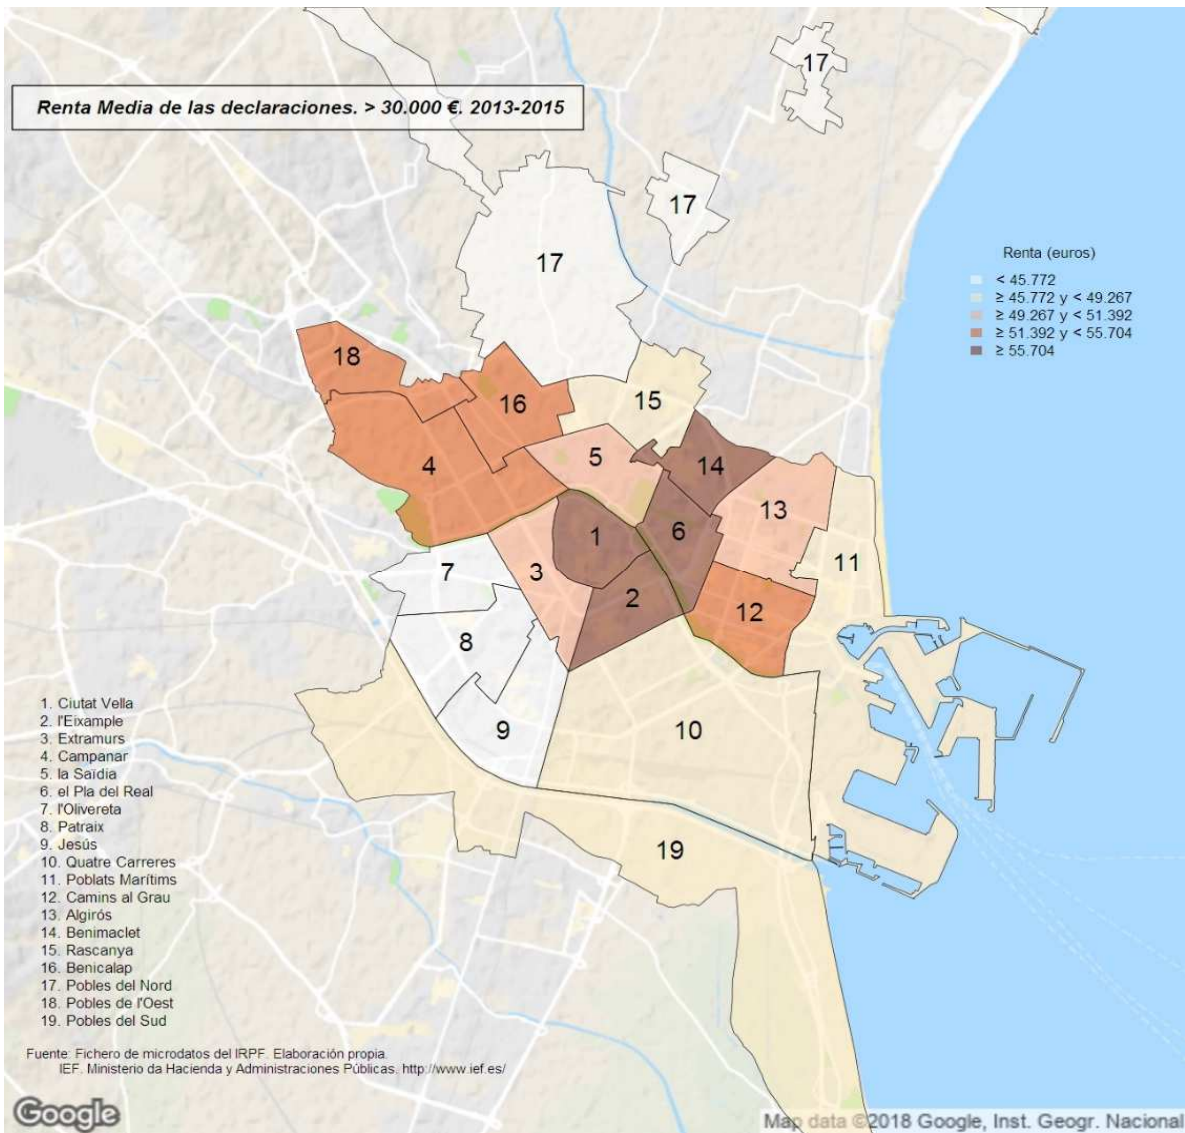 Renta Media de las declaraciones. > 30.000 €. 2013-2015
17
17
17
Renta (euros)
< 45.772
≥ 45.772 y < 49.267
≥ 49.267 y < 51.392
≥ 51.392 y < 55.704
≥ 55.704
18
16
15
4
5
14
13
1
6
11
7
3
2
12
8
9
10
19
1. Ciutat Vella
2. l'Eixample
3. Extramurs
4. Campanar
5. la Saïdia
6. el Pla del Real
7. l'Olivereta
8. Patraix
9. Jesús
10. Quatre Carreres
11. Poblats Marítims
12. Camins al Grau
13. Algirós
14. Benimaclet
15. Rascanya
16. Benicalap
17. Pobles del Nord
18. Pobles de l'Oest
19. Pobles del Sud
Fuente: Fichero de microdatos del IRPF. Elaboración propia.
IEF. Ministerio da Hacienda y Administraciones Públicas. http://www.ief.es/
Google
Map data ©2018 Google, Inst. Geogr. Nacional